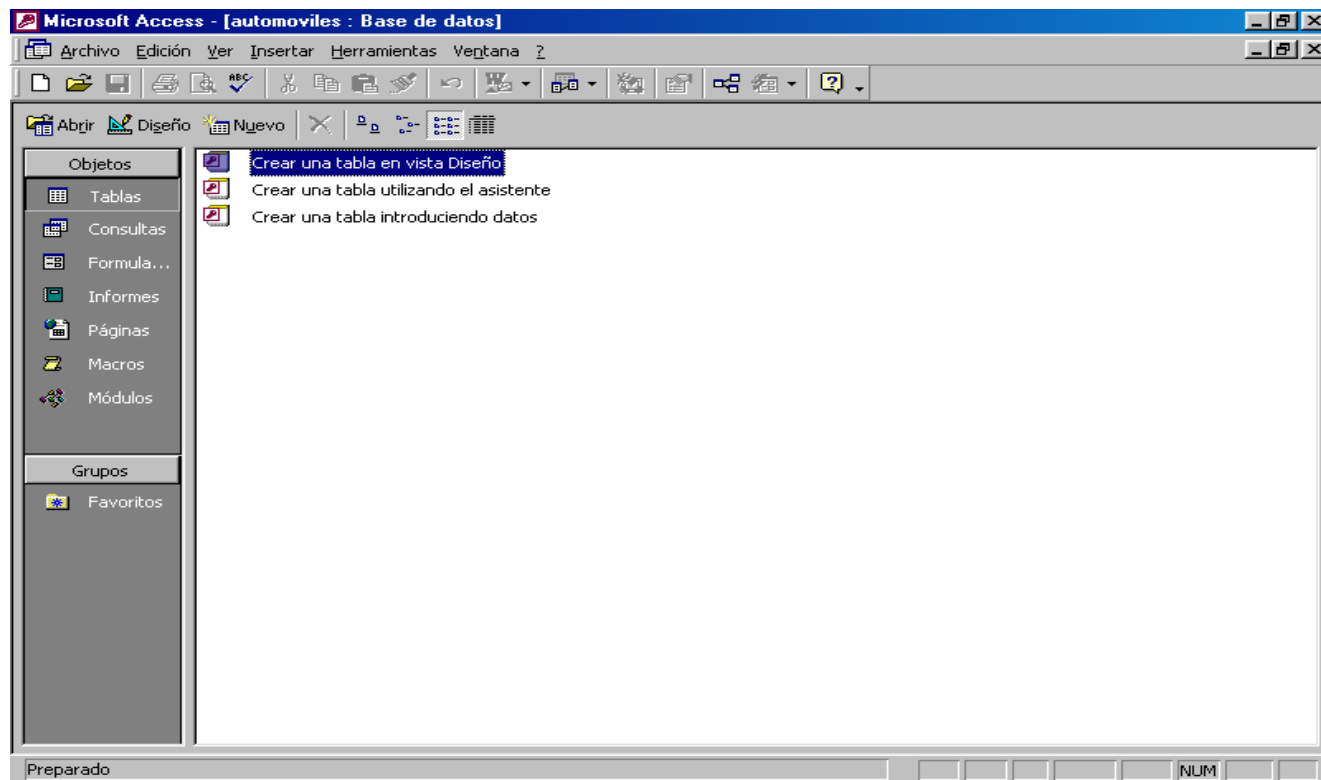 Microsoft Access - [automoviles : Base de datos]
Archivo Edición Ver Insertar Herramientas Ventana ?
Abrir Diseño Nuevo
Objetos
Tablas
Consultas
Formula...
Informes
Páginas
Macros
Módulos
Grupos
Favoritos
Crear una tabla en vista Diseño
Crear una tabla utilizando el asistente
Crear una tabla introduciendo datos
Preparado
NUM